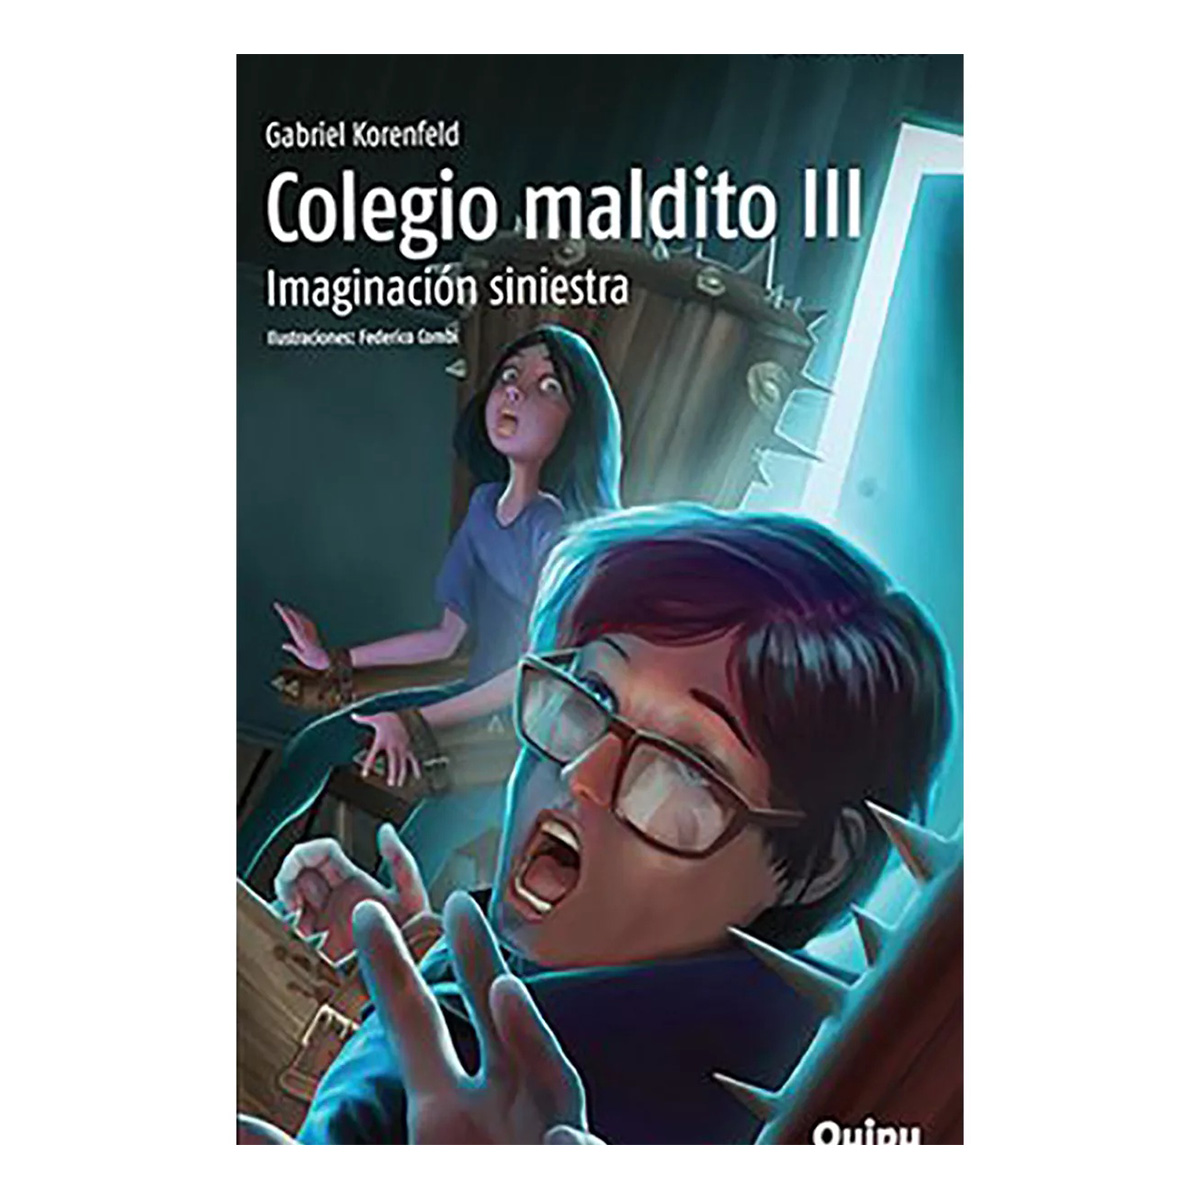 Gabriel Korenfeld
Colegio maldito III
Imaginación siniestra
Ilustraciones: Federico Combi
Quipu